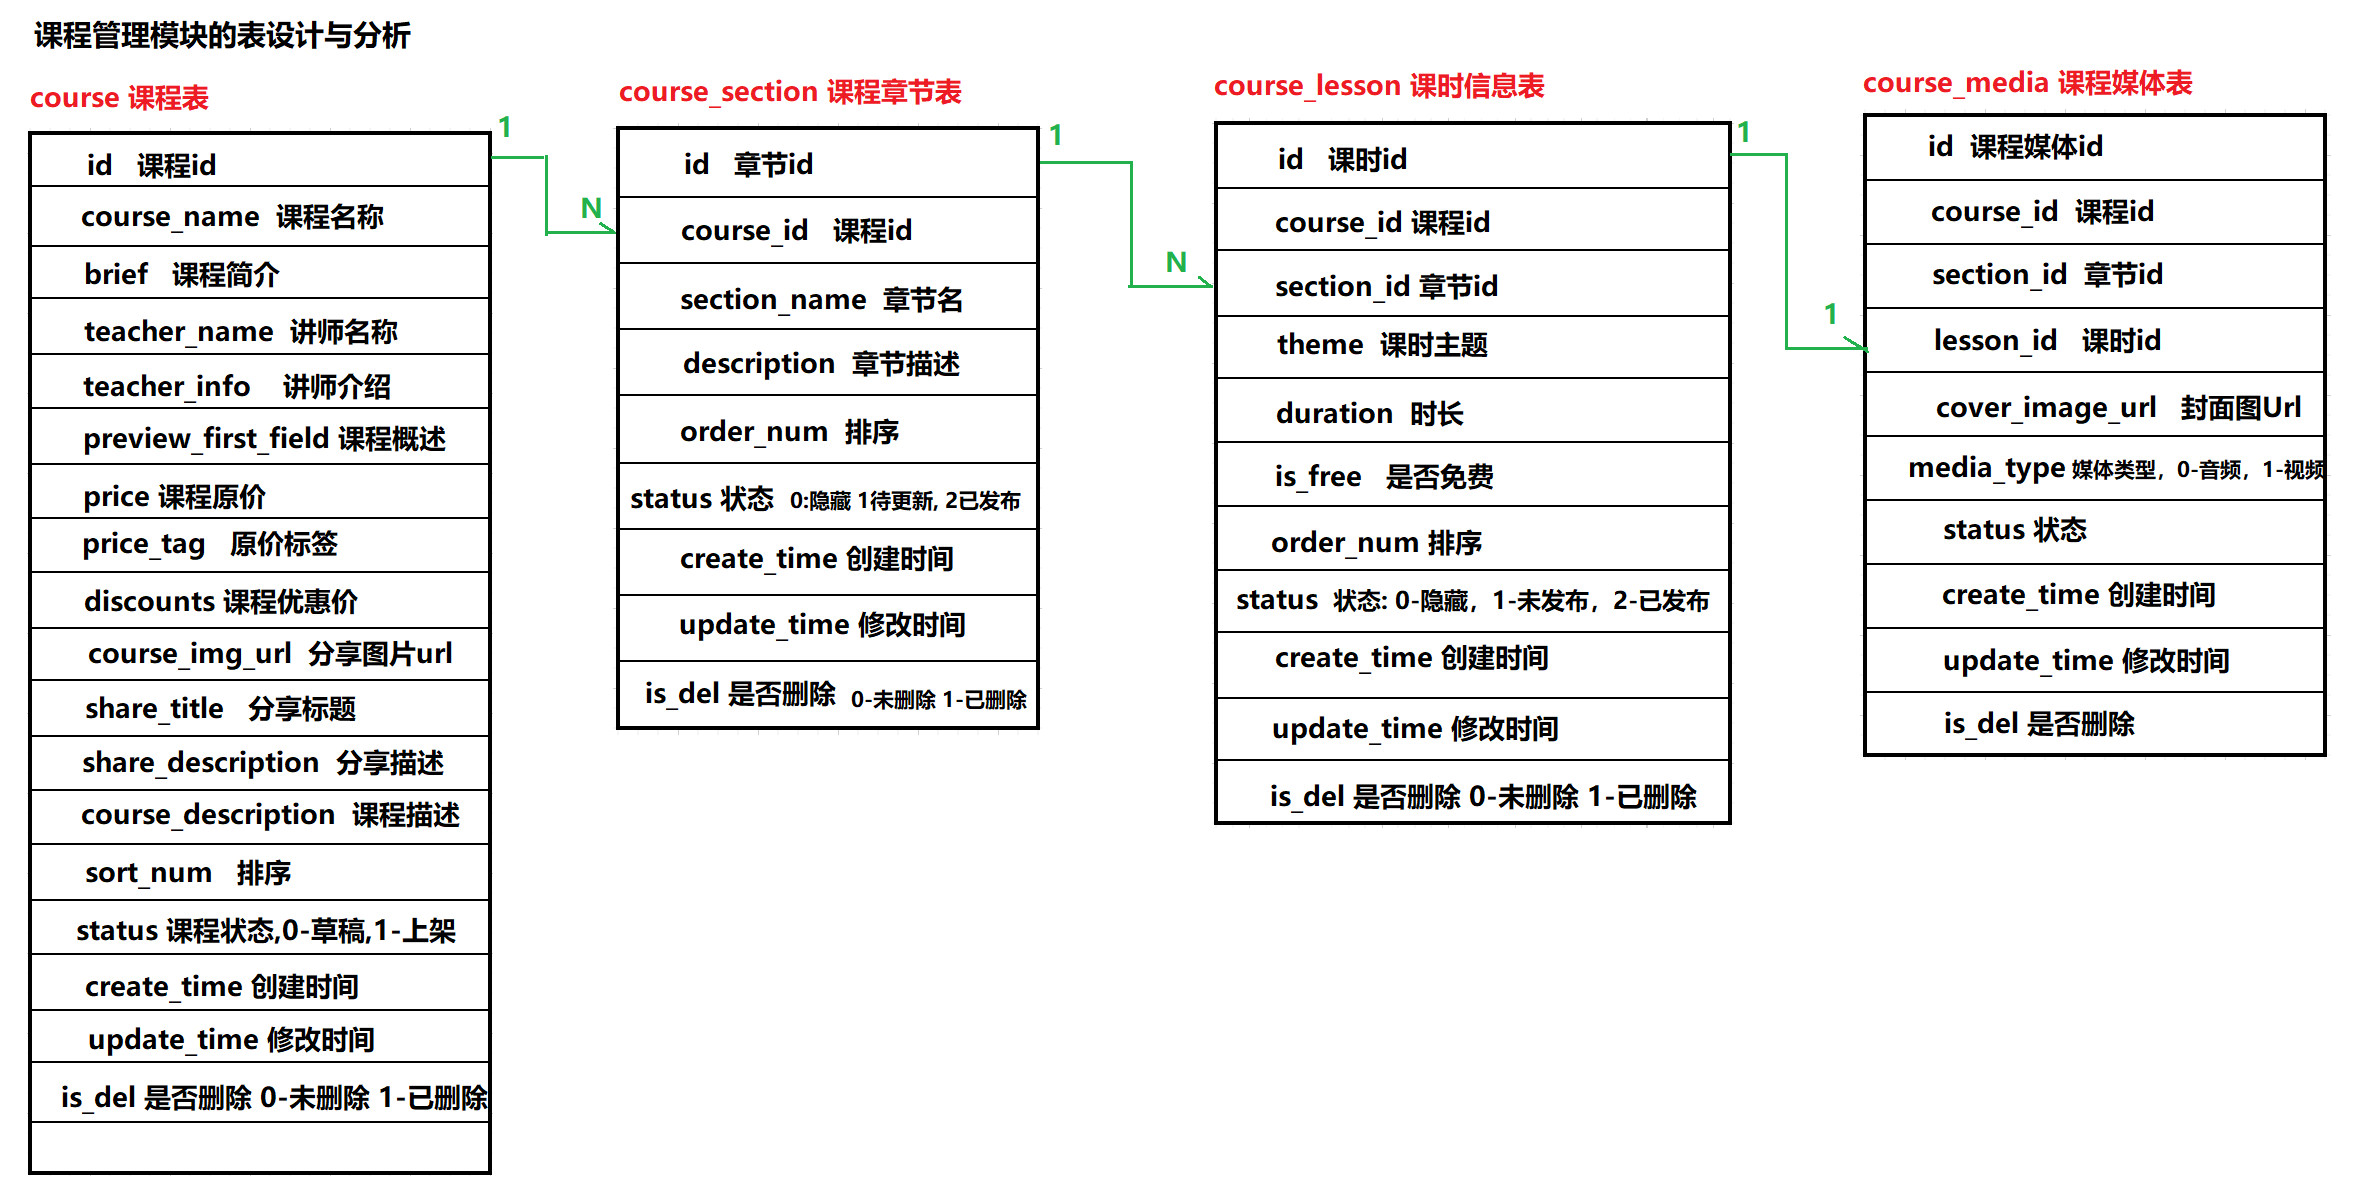 课程管理模块的表设计与分析
course 课程表
id 课程id
course_name 课程名称
brief 课程简介
teacher_name 讲师名称
teacher_info 讲师介绍
preview_first_field 课程概述
price 课程原价
price_tag 原价标签
discounts 课程优惠价
course_img_url 分享图片url
share_title 分享标题
share_description 分享描述
course_description 课程描述
sort_num 排序
status 课程状态,0-草稿,1-上架
create_time 创建时间
update_time 修改时间
is_del 是否删除 0-未删除 1-已删除
1
N
course_section 课程章节表
id 章节id
course_id 课程id
section_name 章节名
description 章节描述
order_num 排序
status 状态 0:隐藏 1待更新, 2已发布
create_time 创建时间
update_time 修改时间
is_del 是否删除 0-未删除 1-已删除
1
N
course_lesson 课时信息表
id 课时id
course_id 课程id
section_id 章节id
theme 课时主题
duration 时长
is_free 是否免费
order_num 排序
status 状态: 0-隐藏，1-未发布，2-已发布
create_time 创建时间
update_time 修改时间
is_del 是否删除 0-未删除 1-已删除
1
1
course_media 课程媒体表
id 课程媒体id
course_id 课程id
section_id 章节id
lesson_id 课时id
cover_image_url 封面图Url
media_type 媒体类型，0-音频，1-视频
status 状态
create_time 创建时间
update_time 修改时间
is_del 是否删除